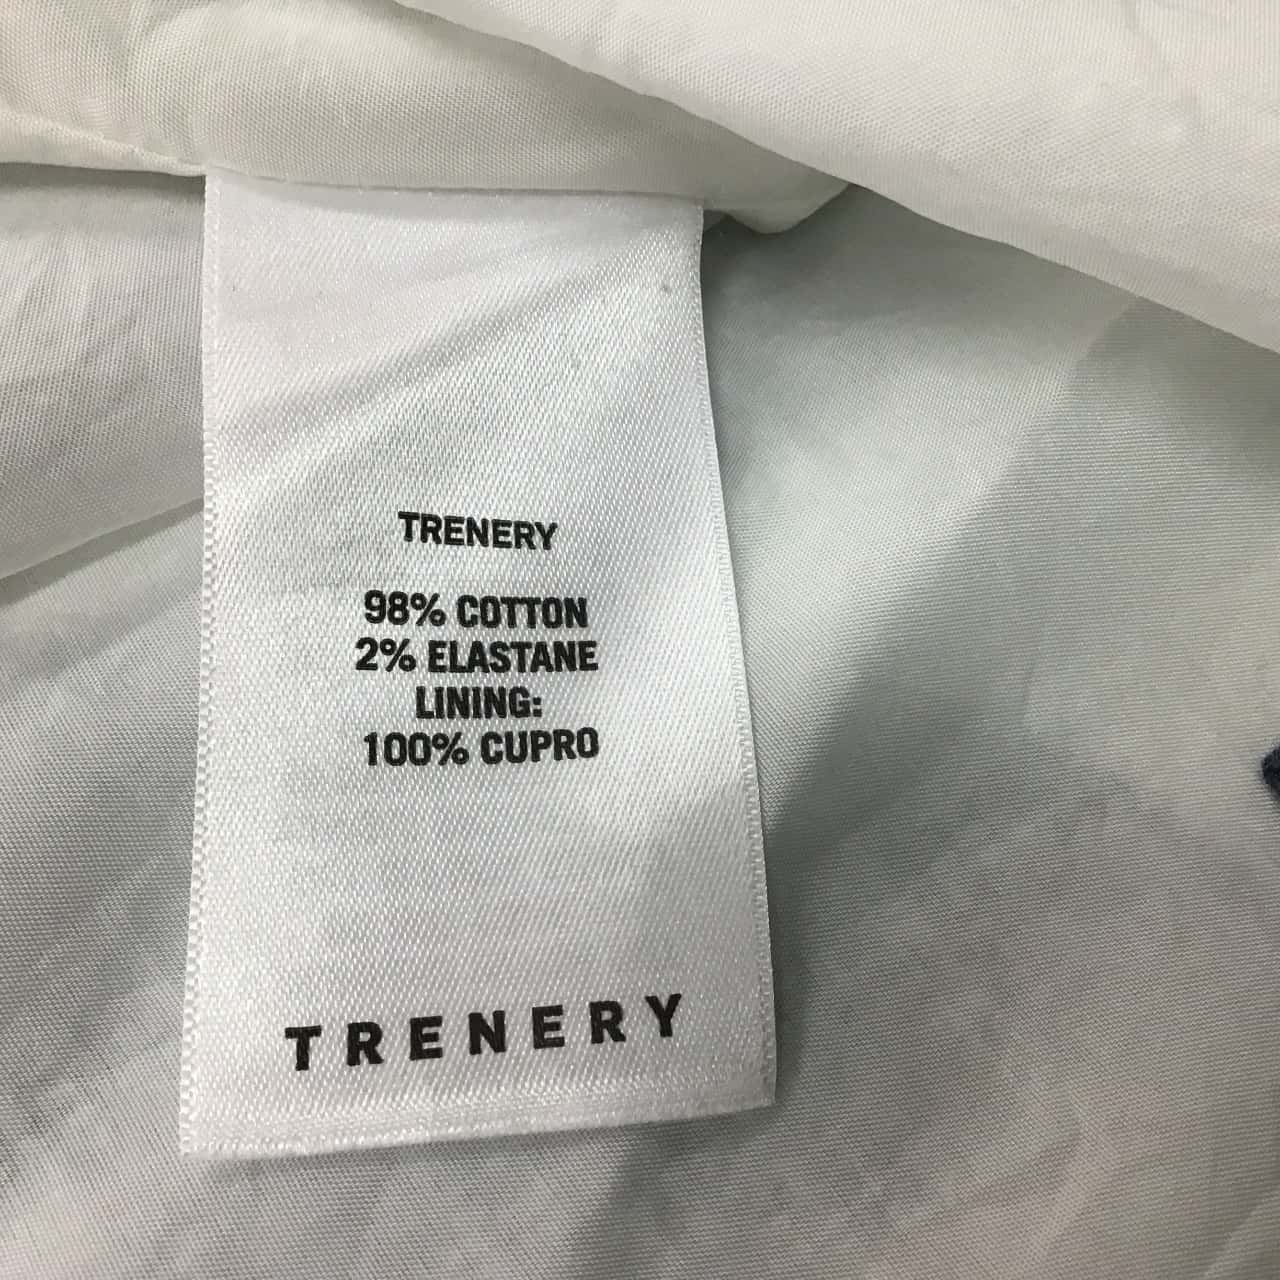 TRENERY
98% COTTON
2% ELASTANE
LINING:
100% CUPRO
TRENERY